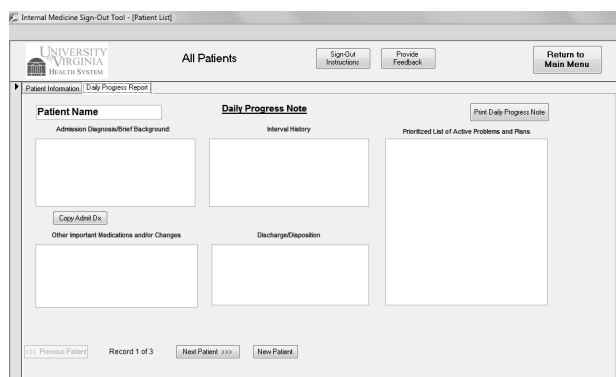 Internal Medicine Sign-Out Tool - [Patient List]
UNIVERSITY
of VIRGINIA
HEALTH SYSTEM
All Patients
Sign-Out
Instructions
Provide
Feedback
Return to
Main Menu
Patient Information
Daily Progress Report
Patient Name
Daily Progress Note
Print Daily Progress Note
Admission Diagnosis/Brief Background:
Interval History
Prioritized List of Active Problems and Plans
Copy Admit Dx
Other Important Medications and/or Changes
Discharge/Disposition
<<< Previous Patient
Record 1 of 3
Next Patient >>>
New Patient